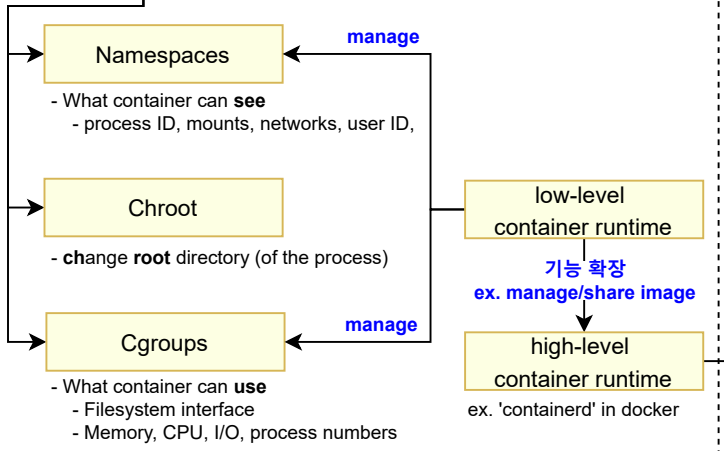 manage
Namespaces
- What container can see
- process ID, mounts, networks, user ID,
Chroot
- change root directory (of the process)
low-level
container runtime
기능 확장
ex. manage/share image
manage
Cgroups
- What container can use
- Filesystem interface
- Memory, CPU, I/O, process numbers
high-level
container runtime
ex. 'containerd' in docker